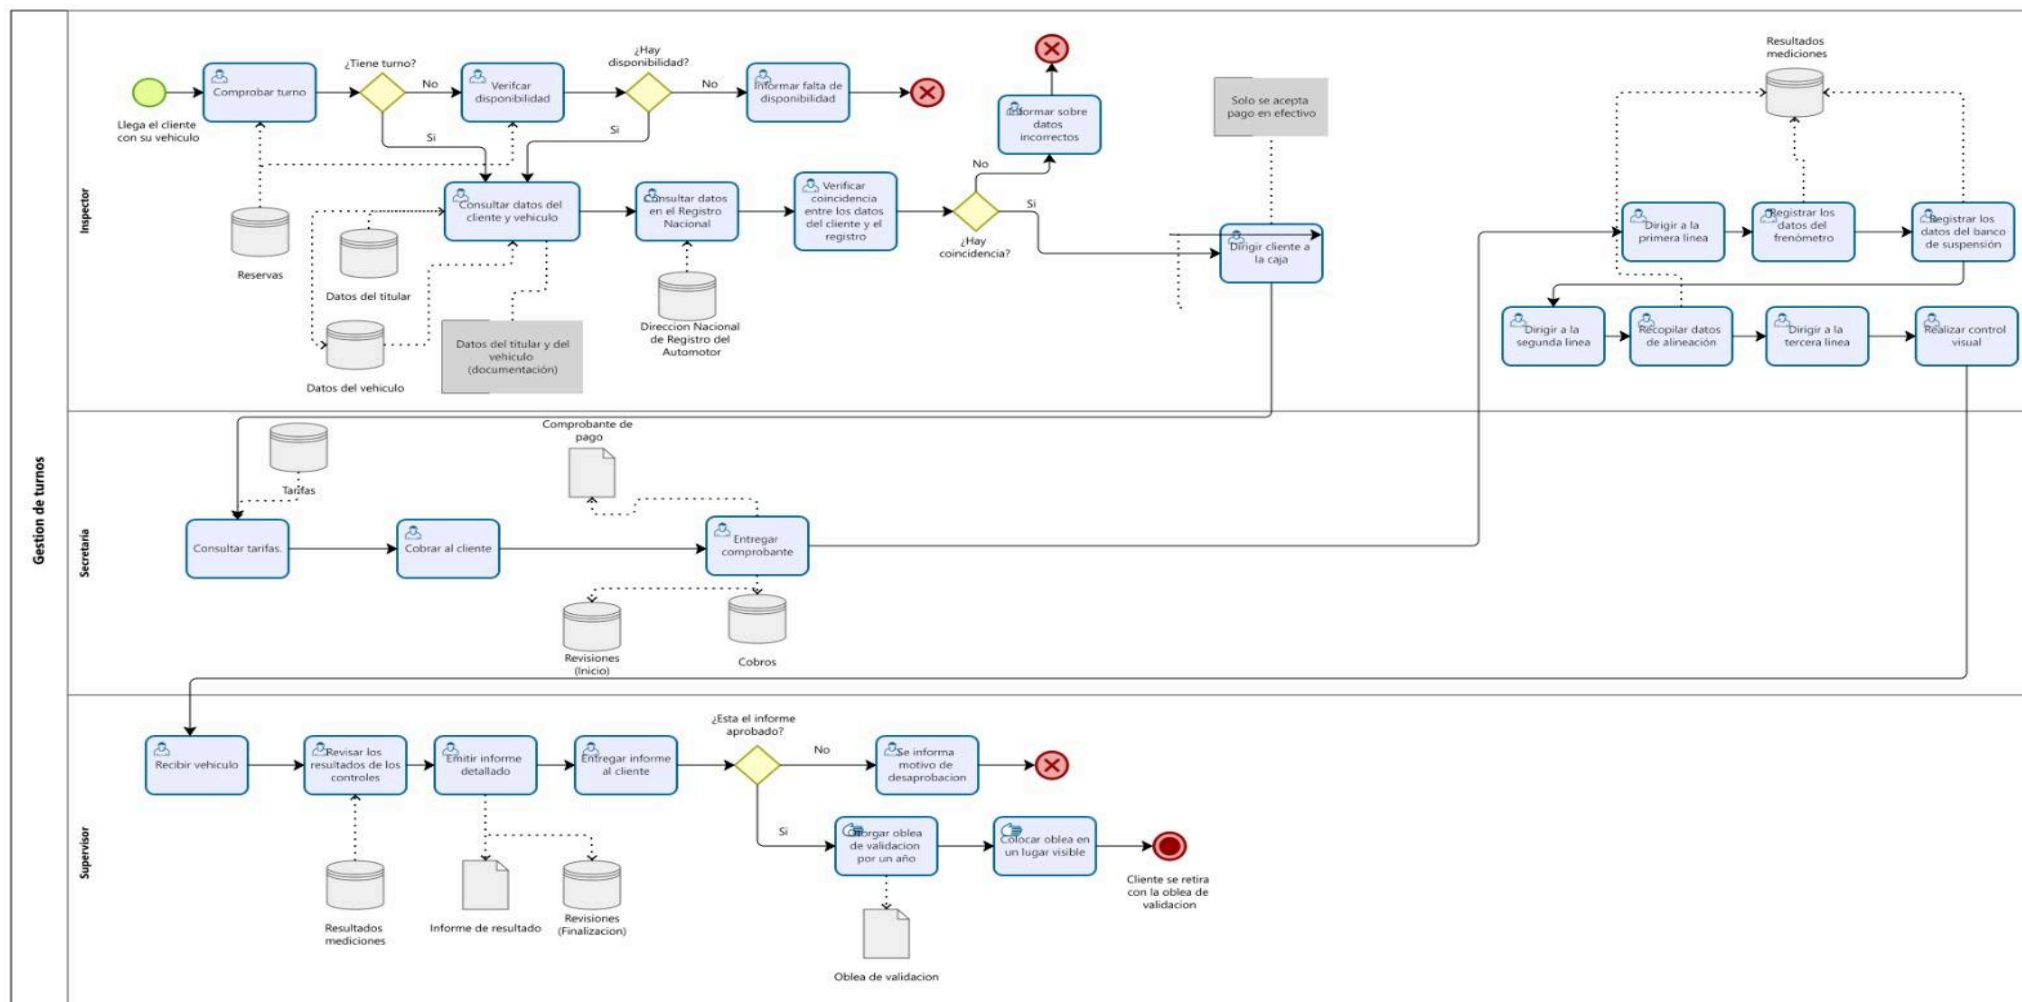 Gestion de turnos
Inspector
Llega el cliente
con su vehiculo
Comprobar turno
¿Tiene turno?
No
Si
Verifcar
disponibilidad
¿Hay
disponibilidad?
No
Si
Informar falta de
disponibilidad
Informar sobre
datos
incorrectos
Solo se acepta
pago en efectivo
Resultados
mediciones
Reservas
Consultar datos del
cliente y vehiculo
Datos del titular
Datos del vehiculo
Datos del titular y del
vehiculo
(documentación)
Consultar datos
en el Registro
Nacional
Direccion Nacional
de Registro del
Automotor
Verificar
coincidencia
entre los datos
del cliente y el
registro
No
Si
¿Hay
coincidencia?
Dirigir cliente a
la caja
Dirigir a la
primera linea
Registrar los
datos del
frenómetro
Registrar los
datos del banco
de suspensión
Dirigir a la
segunda linea
Recopilar datos
de alineación
Dirigir a la
tercera linea
Realizar control
visual
Secretaría
Tarifas
Consultar tarifas.
Cobrar al cliente
Comprobante de
pago
Entregar
comprobante
Revisiones
(Inicio)
Cobros
Supervisor
Recibir vehiculo
Revisar los
resultados de los
controles
Resultados
mediciones
Emitir informe
detallado
Informe de resultado
Revisiones
(Finalizacion)
Entregar informe
al cliente
¿Esta el informe
aprobado?
No
Si
Se informa
motivo de
desaprobacion
Otorgar oblea
de validacion
por un año
Oblea de validacion
Colocar oblea en
un lugar visible
Cliente se retira
con la oblea de
validacion